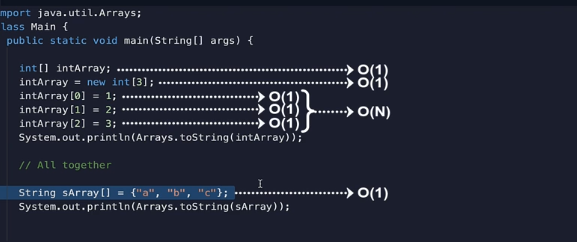 mport java.util.Arrays;
lass Main {
public static void main(String[] args) {
int[] intArray; O(1)
intArray = new int[3]; O(1)
intArray[0] = 1; O(1)
intArray[1] = 2; O(1) O(N)
intArray[2] = 3; O(1)
System.out.println(Arrays.toString(intArray));
// All together
String sArray[] = {"a", "b", "c"}; O(1)
System.out.println(Arrays.toString(sArray));